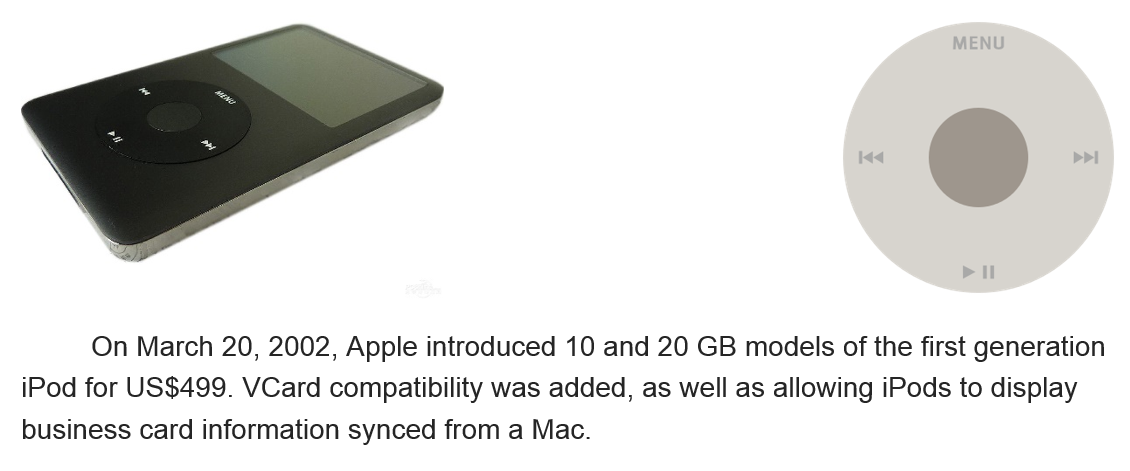 MENU
MENU
On March 20, 2002, Apple introduced 10 and 20 GB models of the first generation
iPod for US$499. VCard compatibility was added, as well as allowing iPods to display
business card information synced from a Mac.